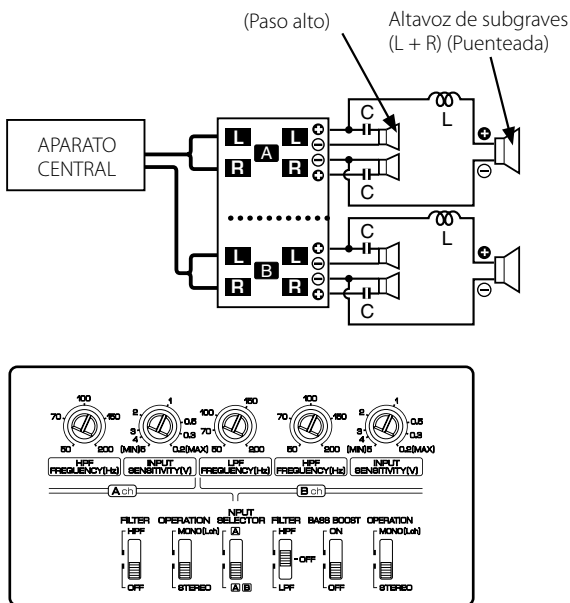 (Paso alto)
Altavoz de subgraves
(L + R) (Puenteada)
APARATO
CENTRAL
L L
A
R R
C
L
C
L L
B
R R
C
L
C
100
70 150
50 200
HPF
FREQUENCY(Hz)
1
2 0.5
3 0.3
4
(MIN)5 0.2(MAX)
INPUT
SENSITIVITY(V)
150
100
70
50 200
LPF
FREQUENCY(Hz)
100
70 150
50 200
HPF
FREQUENCY(Hz)
1
2 0.5
3 0.3
4
(MIN)5 0.2(MAX)
INPUT
SENSITIVITY(V)
A ch
B ch
FILTER
HPF
OFF
OPERATION
MONO(Lch)
STEREO
NPUT
SELECTOR
A
A B
FILTER
HPF
OFF
LPF
BASS BOOST
ON
OFF
OPERATION
MONO(Lch)
STEREO